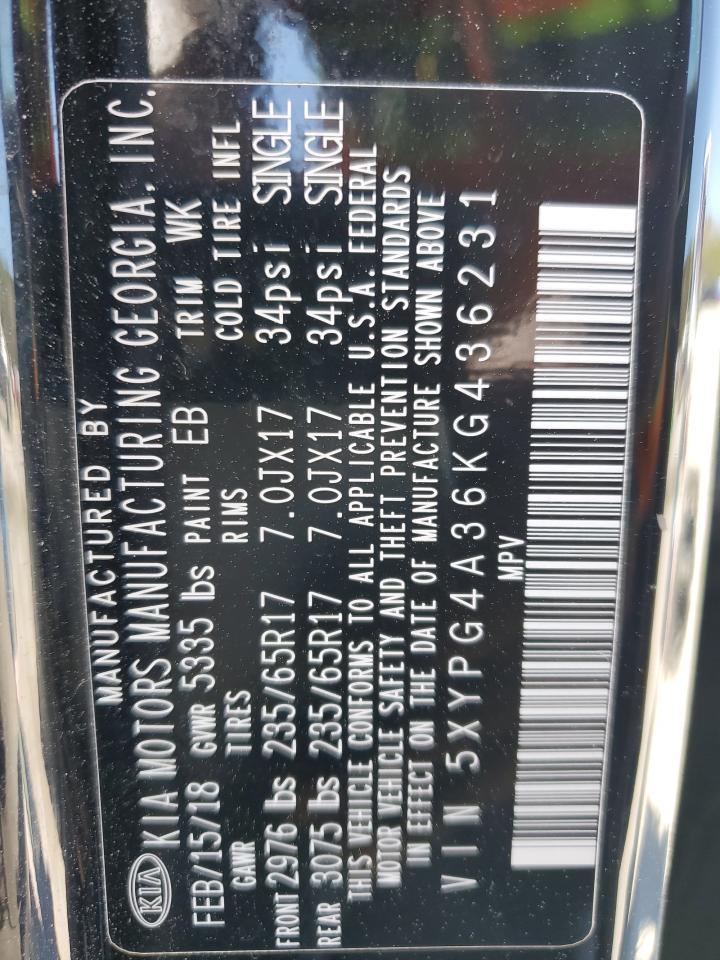 MANUFACTURED BY
KIA KIA MOTORS MANUFACTURING GEORGIA. INC.
FEB/15/18 GVWR 5335 lbs PAINT EB TRIM WK
GAWR TIRES RIMS COLD TIRE INFL
FRONT 2976 lbs 235/65R17 7.0JX17 34psi SINGLE
REAR 3075 lbs 235/65R17 7.0JX17 34psi SINGLE
THIS VEHICLE CONFORMS TO ALL APPLICABLE U.S.A. FEDERAL
MOTOR VEHICLE SAFETY AND THEFT PREVENTION STANDARDS
IN EFFECT ON THE DATE OF MANUFACTURE SHOWN ABOVE
VIN 5XYPG4A36KG436231
MPV